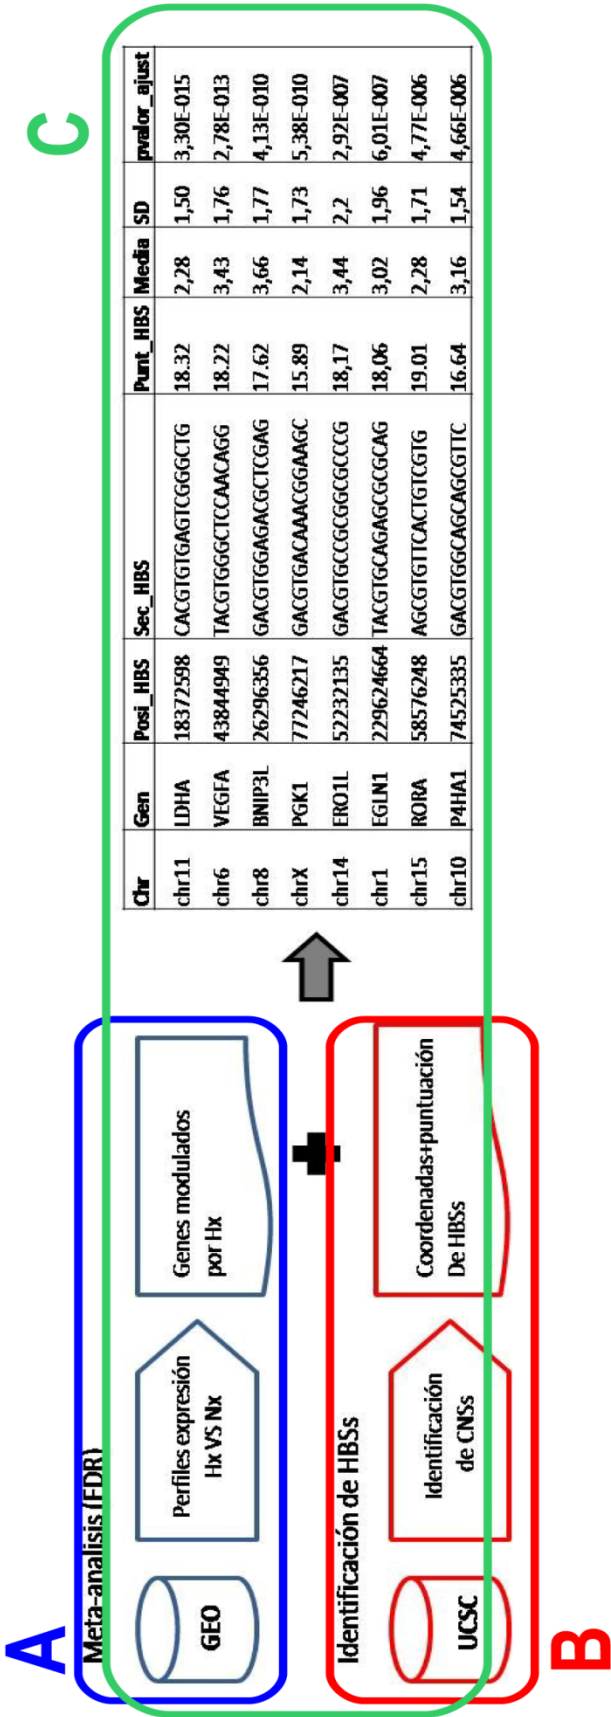 A
Meta-analisis (FDR)
GEO
Perfiles expresión
Hx VS Nx
Genes modulados
por Hx
Identificación de HBSs
UCSC
Identificación
de CNSs
Coordenadas+puntuación
De HBSs
B
C
Chr Gen Posi_HBS Sec_HBS Punt_HBS Media SD pvalor_ajust
chr11 LDHA 18372598 CACGTGTGAGTCGGGCTG 18.32 2,28 1,50 3,30E-015
chr6 VEGFA 43844949 TACGTGGGCTCCAACAGG 18.22 3,43 1,76 2,78E-013
chr8 BNIP3L 26296356 GACGTGGAGACGCTCGAG 17.62 3,66 1,77 4,13E-010
chrX PGK1 77246217 GACGTGACAAACGGAAGC 15.89 2,14 1,73 5,38E-010
chr14 ERO1L 52232135 GACGTGCCGCGGCGCCCG 18,17 3,44 2,2 2,92E-007
chr1 EGLN1 229624664 TACGTGCAGAGCGCGCAG 18,06 3,02 1,96 6,01E-007
chr15 RORA 58576248 AGCGTGTTCACTGTCGTG 19.01 2,28 1,71 4,77E-006
chr10 P4HA1 74525335 GACGTGGCAGCAGCGTTC 16.64 3,16 1,54 4,66E-006